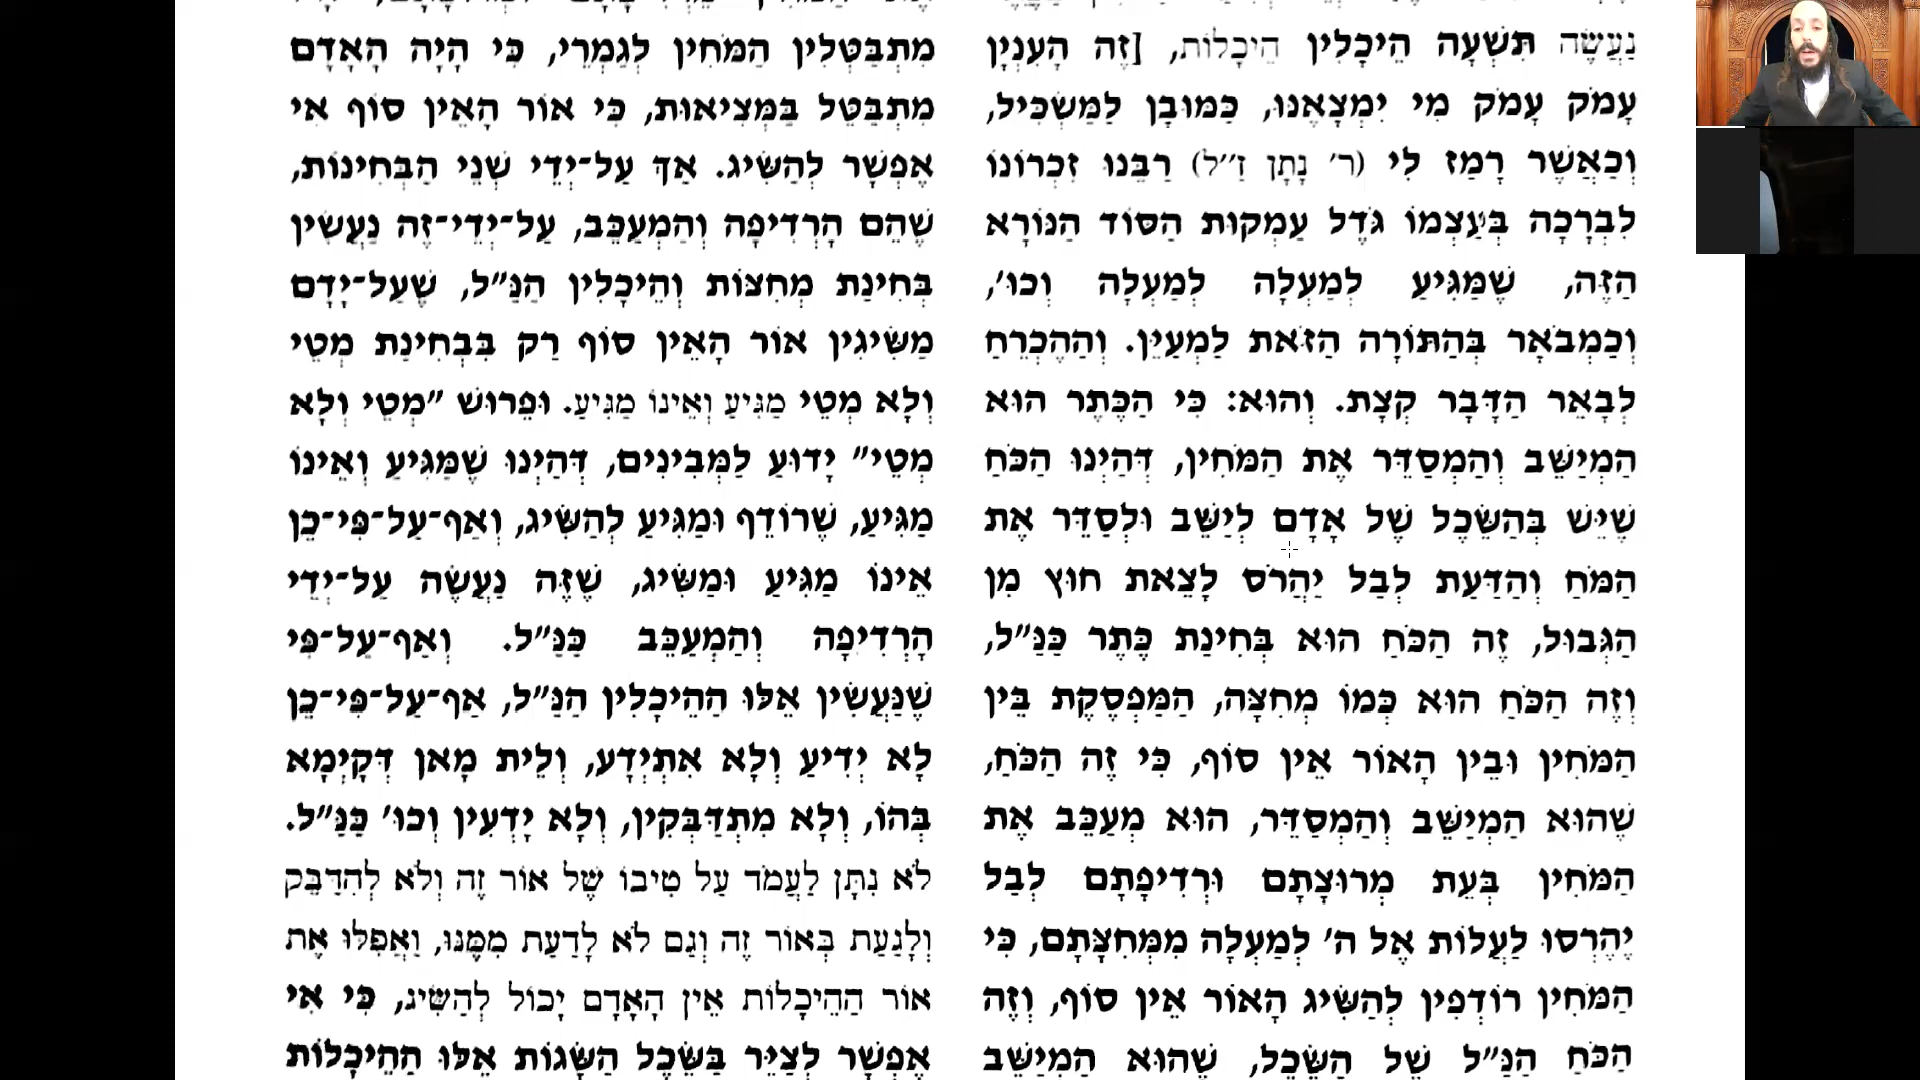 נַעֲשֶׂה תִּשְׁעָה הֵיכָלִין הֵיכָלוֹת, [זֶה הָעִנְיָן
עָמֹק עָמֹק מִי יִמְצָאֶנּוּ, כַּמּוּבָן לַמַּשְׂכִּיל,
וְכַאֲשֶׁר רָמַז לִי (ר' נָתָן זַ"ל) רַבֵּנוּ זִכְרוֹנוֹ
לִבְרָכָה בְּעַצְמוֹ גֹּדֶל עַמְקוּת הַסּוֹד הַנּוֹרָא
הַזֶּה, שֶׁמַּגִּיעַ לְמַעְלָה לְמַעְלָה וְכוּ',
וְכַמְבֹאָר בְּהַתּוֹרָה הַזֹּאת לַמְעַיֵּן. וְהַהֶכְרֵחַ
לְבָאֵר הַדָּבָר קְצָת. וְהוּא: כִּי הַכֶּתֶר הוּא
הַמְיַשֵּׁב וְהַמְסַדֵּר אֶת הַמֹּחִין, דְּהַיְנוּ הַכֹּחַ
שֶׁיֵּשׁ בְּהַשֵּׂכֶל שֶׁל אָדָם לְיַשֵּׁב וּלְסַדֵּר אֶת
הַמֹּחַ וְהַדַּעַת לְבַל יַהֲרֹס לָצֵאת חוּץ מִן
הַגְּבוּל, זֶה הַכֹּחַ הוּא בְּחִינַת כֶּתֶר כַּנַּ"ל,
וְזֶה הַכֹּחַ הוּא כְּמוֹ מְחִצָּה, הַמַּפְסֶקֶת בֵּין
הַמֹּחִין וּבֵין הָאוֹר אֵין סוֹף, כִּי זֶה הַכֹּחַ,
שֶׁהוּא הַמְיַשֵּׁב וְהַמְסַדֵּר, הוּא מְעַכֵּב אֶת
הַמֹּחִין בְּעֵת מְרוּצָתָם וּרְדִיפָתָם לְבַל
יֶהֶרְסוּ לַעֲלוֹת אֶל ה' לְמַעְלָה מִמְּחִצָּתָם, כִּי
הַמֹּחִין רוֹדְפִין לְהַשִּׂיג הָאוֹר אֵין סוֹף, וְזֶה
הַכֹּחַ הַנַּ"ל שֶׁל הַשֵּׂכֶל, שֶׁהוּא הַמְיַשֵּׁב
מִתְבַּטְּלִין הַמֹּחִין לְגַמְרֵי, כִּי הָיָה הָאָדָם
מִתְבַּטֵּל בַּמְּצִיאוּת, כִּי אוֹר הָאֵין סוֹף אִי
אֶפְשָׁר לְהַשִּׂיג. אַךְ עַל־יְדֵי שְׁנֵי הַבְּחִינוֹת,
שֶׁהֵם הָרְדִיפָה וְהַמְעַכֵּב, עַל־יְדֵי־זֶה נַעֲשִׂין
בְּחִינַת מְחִצּוֹת וְהֵיכָלִין הַנַּ"ל, שֶׁעַל־יָדָם
מַשִּׂיגִין אוֹר הָאֵין סוֹף רַק בִּבְחִינַת מָטֵי
וְלָא מָטֵי מַגִּיעַ וְאֵינוֹ מַגִּיעַ. וּפֵרוּשׁ "מָטֵי וְלָא
מָטֵי" יָדוּעַ לַמְּבִינִים, דְּהַיְנוּ שֶׁמַּגִּיעַ וְאֵינוֹ
מַגִּיעַ, שֶׁרוֹדֵף וּמַגִּיעַ לְהַשִּׂיג, וְאַף־עַל־פִּי־כֵן
אֵינוֹ מַגִּיעַ וּמַשִּׂיג, שֶׁזֶּה נַעֲשֶׂה עַל־יְדֵי
הָרְדִיפָה וְהַמְעַכֵּב כַּנַּ"ל. וְאַף־עַל־פִּי
שֶׁנַּעֲשִׂין אֵלּוּ הַהֵיכָלִין הַנַּ"ל, אַף־עַל־פִּי־כֵן
לָא יְדִיעַ וְלָא אִתְיְדָע, וְלֵית מָאן דְּקָיְמָא
בְּהוֹ, וְלָא מִתְדַּבְּקִין, וְלָא יָדְעִין וְכוּ' כַּנַּ"ל.
לֹא נִתָּן לַעֲמֹד עַל טִיבוֹ שֶׁל אוֹר זֶה וְלֹא לְהִדַּבֵּק
וְלָגַעַת בְּאוֹר זֶה וְגַם לֹא לָדַעַת מִמֶּנּוּ, וַאֲפִלּוּ אֶת
אוֹר הַהֵיכָלוֹת אֵין הָאָדָם יָכוֹל לְהַשִּׂיג, כִּי אִי
אֶפְשָׁר לְצַיֵּר בַּשֵּׂכֶל הַשָּׂגוֹת אֵלּוּ הַהֵיכָלוֹת